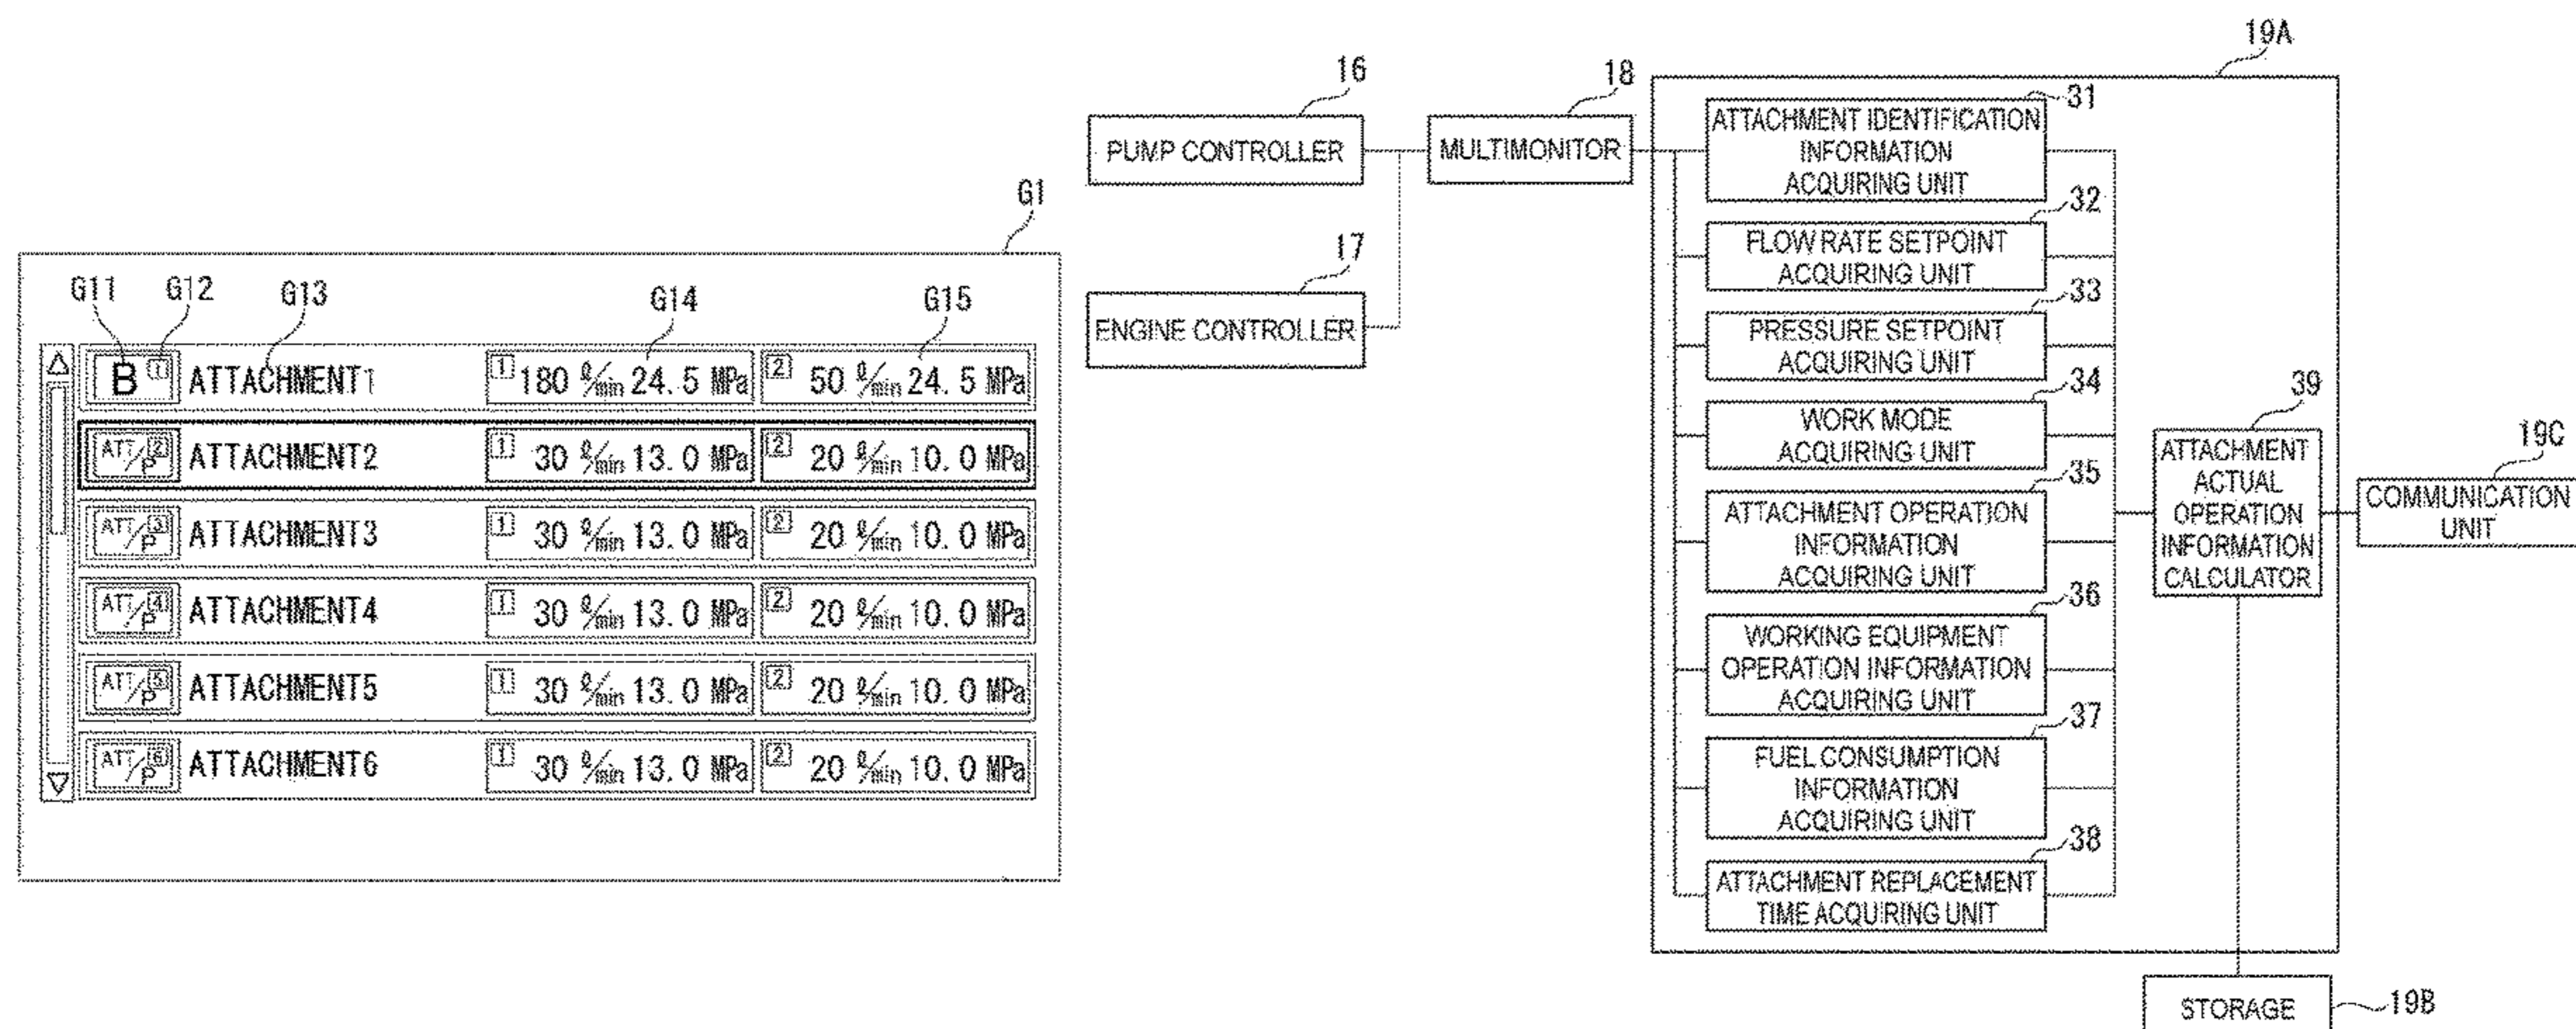 G1
G11 G12 G13 G14 G15
B 1 ATTACHMENT1 1 180 ℓ/min 24.5 MPa 2 50 ℓ/min 24.5 MPa
ATT/P 2 ATTACHMENT2 1 30 ℓ/min 13.0 MPa 2 20 ℓ/min 10.0 MPa
ATT/P 3 ATTACHMENT3 1 30 ℓ/min 13.0 MPa 2 20 ℓ/min 10.0 MPa
ATT/P 4 ATTACHMENT4 1 30 ℓ/min 13.0 MPa 2 20 ℓ/min 10.0 MPa
ATT/P 5 ATTACHMENT5 1 30 ℓ/min 13.0 MPa 2 20 ℓ/min 10.0 MPa
ATT/P 6 ATTACHMENT6 1 30 ℓ/min 13.0 MPa 2 20 ℓ/min 10.0 MPa
16
PUMP CONTROLLER
17
ENGINE CONTROLLER
18
MULTIMONITOR
19A
31
ATTACHMENT IDENTIFICATION
INFORMATION
ACQUIRING UNIT
32
FLOW RATE SETPOINT
ACQUIRING UNIT
33
PRESSURE SETPOINT
ACQUIRING UNIT
34
WORK MODE
ACQUIRING UNIT
35
ATTACHMENT OPERATION
INFORMATION
ACQUIRING UNIT
36
WORKING EQUIPMENT
OPERATION INFORMATION
ACQUIRING UNIT
37
FUEL CONSUMPTION
INFORMATION
ACQUIRING UNIT
38
ATTACHMENT REPLACEMENT
TIME ACQUIRING UNIT
39
ATTACHMENT
ACTUAL
OPERATION
INFORMATION
CALCULATOR
19C
COMMUNICATION
UNIT
STORAGE
19B